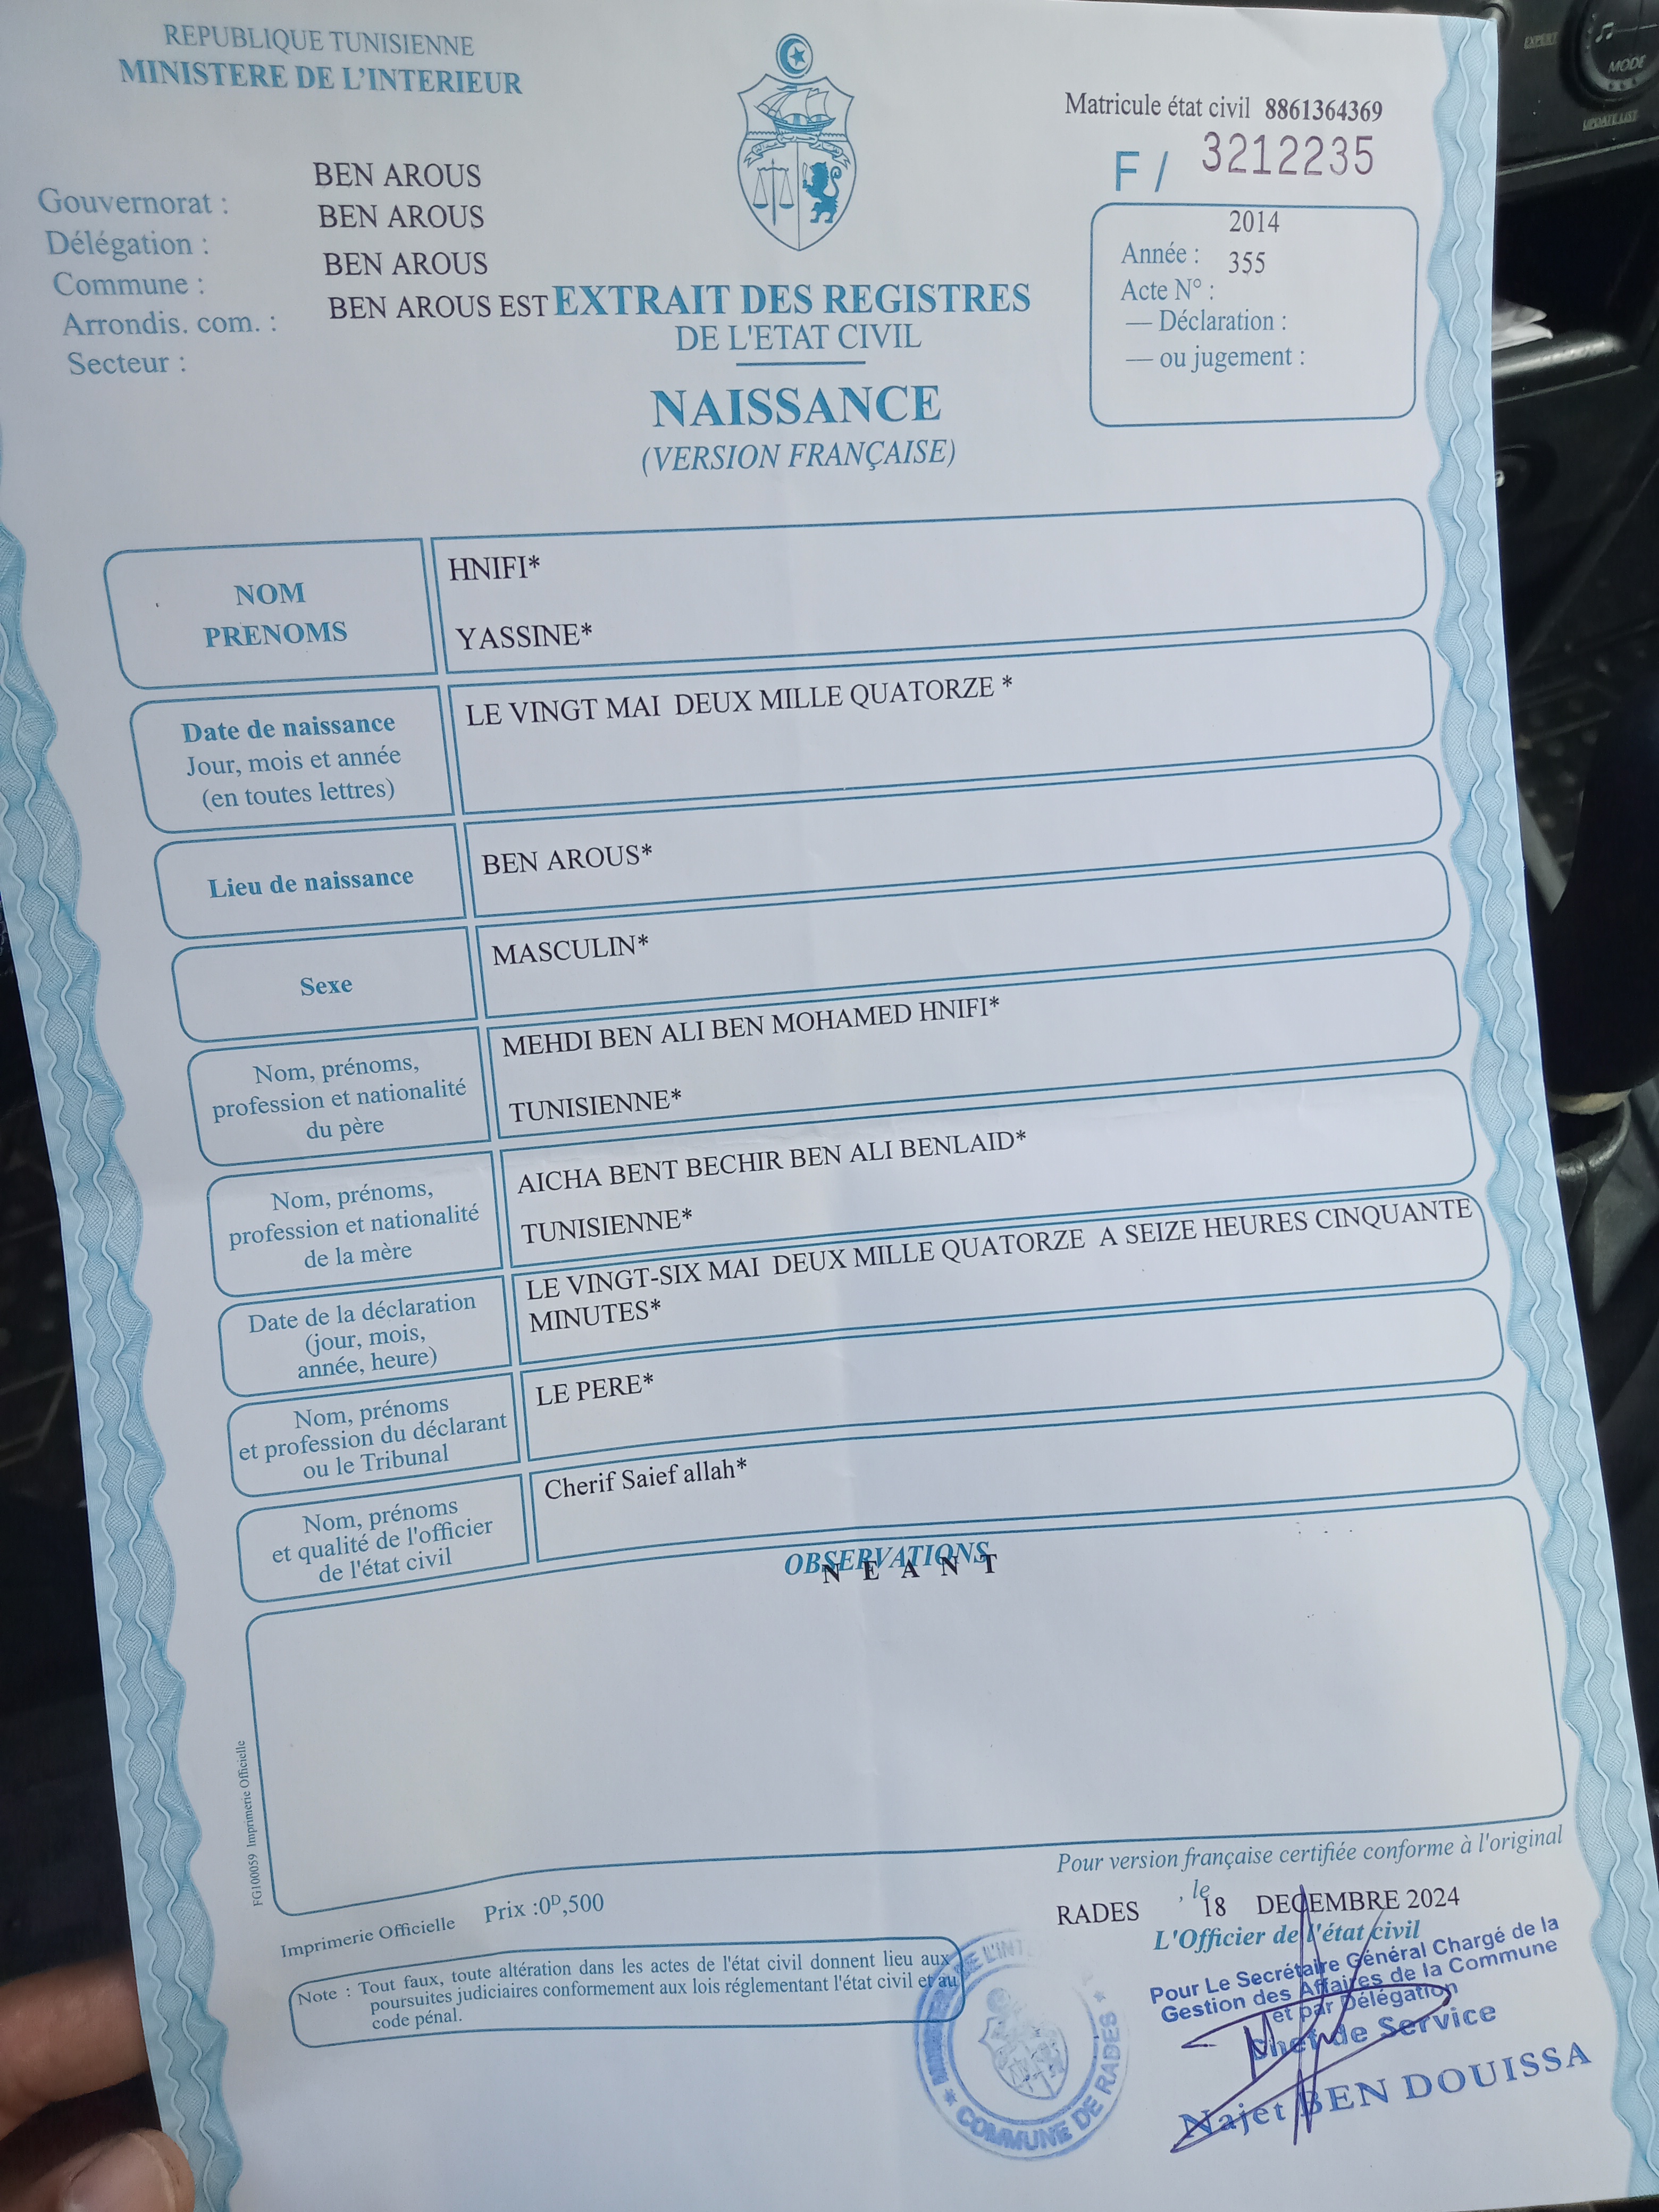 REPUBLIQUE TUNISIENNE
MINISTERE DE L'INTERIEUR
Matricule état civil 8861364369
F / 3212235
Gouvernorat : BEN AROUS
Délégation : BEN AROUS
Commune : BEN AROUS
Arrondis. com. : BEN AROUS EST
Secteur :
2014
Année :
355
Acte N° :
— Déclaration :
— ou jugement :
EXTRAIT DES REGISTRES
DE L'ETAT CIVIL
NAISSANCE
(VERSION FRANÇAISE)
NOM
PRENOMS
HNIFI*
YASSINE*
Date de naissance
Jour, mois et année
(en toutes lettres)
LE VINGT MAI DEUX MILLE QUATORZE *
Lieu de naissance
BEN AROUS*
Sexe
MASCULIN*
Nom, prénoms,
profession et nationalité
du père
MEHDI BEN ALI BEN MOHAMED HNIFI*
TUNISIENNE*
Nom, prénoms,
profession et nationalité
de la mère
AICHA BENT BECHIR BEN ALI BENLAID*
TUNISIENNE*
Date de la déclaration
(jour, mois,
année, heure)
LE VINGT-SIX MAI DEUX MILLE QUATORZE A SEIZE HEURES CINQUANTE
MINUTES*
Nom, prénoms
et profession du déclarant
ou le Tribunal
LE PERE*
Nom, prénoms
et qualité de l'officier
de l'état civil
Cherif Saief allah*
OBSERVATIONS
N E A N T
FG100059 Imprimerie Officielle
Imprimerie Officielle Prix :0ᴰ,500
Pour version française certifiée conforme à l'original
RADES , le 18 DECEMBRE 2024
L'Officier de l'état civil
Note : Tout faux, toute altération dans les actes de l'état civil donnent lieu aux
poursuites judiciaires conformement aux lois réglementant l'état civil et au
code pénal.
Pour Le Secrétaire Général Chargé de la
Gestion des Affaires de la Commune
et par Délégation
Chef de Service
Najet BEN DOUISSA
COMMUNE DE RADES
EXPERT
MODE
UPDATE LIST